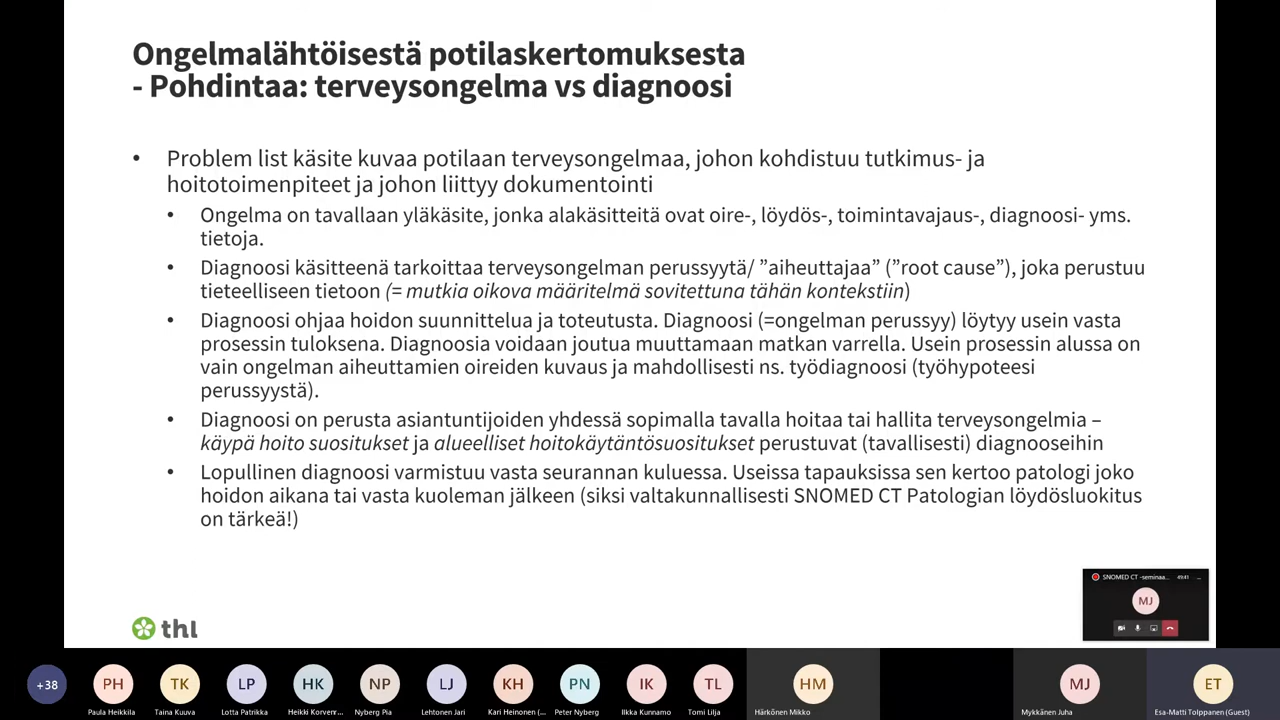 Ongelmalähtöisestä potilaskertomuksesta
- Pohdintaa: terveysongelma vs diagnoosi
• Problem list käsite kuvaa potilaan terveysongelmaa, johon kohdistuu tutkimus- ja
hoitotoimenpiteet ja johon liittyy dokumentointi
• Ongelma on tavallaan yläkäsite, jonka alakäsitteitä ovat oire-, löydös-, toimintavajaus-, diagnoosi- yms.
tietoja.
• Diagnoosi käsitteenä tarkoittaa terveysongelman perussyytä/ ”aiheuttajaa” (”root cause”), joka perustuu
tieteelliseen tietoon (= mutkia oikova määritelmä sovitettuna tähän kontekstiin)
• Diagnoosi ohjaa hoidon suunnittelua ja toteutusta. Diagnoosi (=ongelman perussyy) löytyy usein vasta
prosessin tuloksena. Diagnoosia voidaan joutua muuttamaan matkan varrella. Usein prosessin alussa on
vain ongelman aiheuttamien oireiden kuvaus ja mahdollisesti ns. työdiagnoosi (työhypoteesi
perussyystä).
• Diagnoosi on perusta asiantuntijoiden yhdessä sopimalla tavalla hoitaa tai hallita terveysongelmia –
käypä hoito suositukset ja alueelliset hoitokäytäntösuositukset perustuvat (tavallisesti) diagnooseihin
• Lopullinen diagnoosi varmistuu vasta seurannan kuluessa. Useissa tapauksissa sen kertoo patologi joko
hoidon aikana tai vasta kuoleman jälkeen (siksi valtakunnallisesti SNOMED CT Patologian löydösluokitus
on tärkeä!)
SNOMED CT -seminaa... 49:41 ...
MJ
thl
+38 PH TK LP HK NP LJ KH PN IK TL HM MJ ET
Paula Heikkila Taina Kuuva Lotta Patrikka Heikki Korvenr... Nyberg Pia Lehtonen Jari Kari Heinonen (... Peter Nyberg Ilkka Kunnamo Tomi Lilja Härkönen Mikko Mykkänen Juha Esa-Matti Tolppanen (Guest)